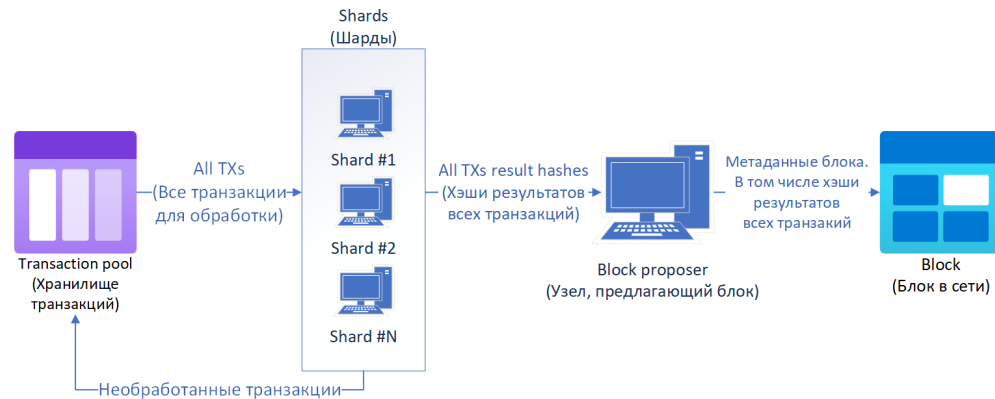 Shards
(Шарды)
Shard #1
Shard #2
Shard #N
All TXs
(Все транзакции
для обработки)
Transaction pool
(Хранилище
транзакций)
All TXs result hashes
(Хэши результатов
всех транзакций)
Block proposer
(Узел, предлагающий блок)
Метаданные блока.
В том числе хэши
результатов
всех транзакий
Block
(Блок в сети)
Необработанные транзакции